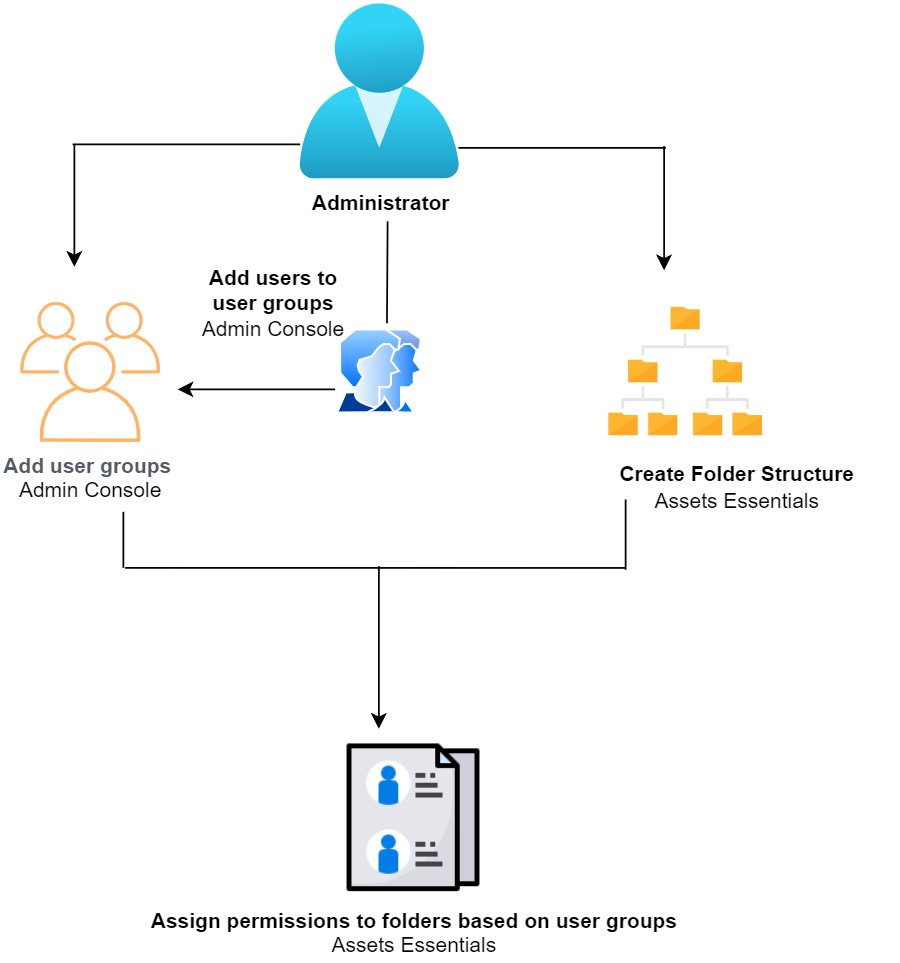 Administrator
Add users to
user groups
Admin Console
Add user groups
Admin Console
Create Folder Structure
Assets Essentials
Assign permissions to folders based on user groups
Assets Essentials